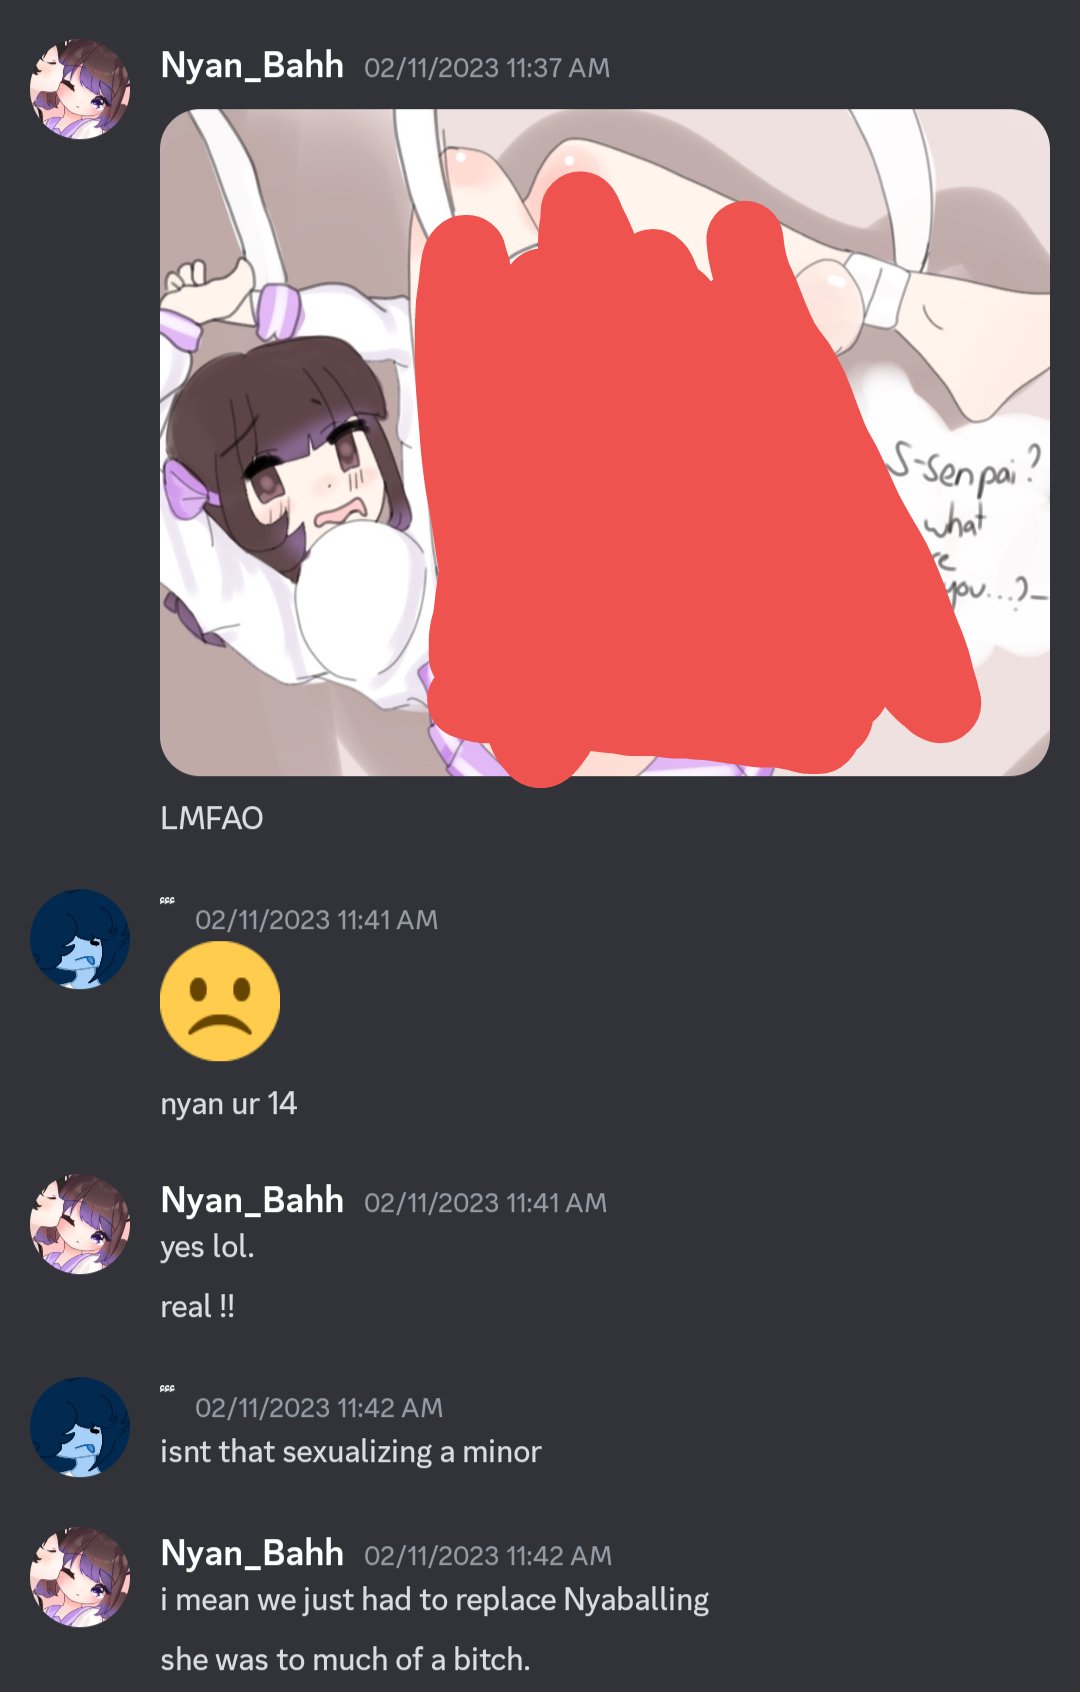 Nyan_Bahh 02/11/2023 11:37 AM
S-senpai?
what
you...?-
LMFAO
02/11/2023 11:41 AM
nyan ur 14
Nyan_Bahh 02/11/2023 11:41 AM
yes lol.
real !!
02/11/2023 11:42 AM
isnt that sexualizing a minor
Nyan_Bahh 02/11/2023 11:42 AM
i mean we just had to replace Nyaballing
she was to much of a bitch.